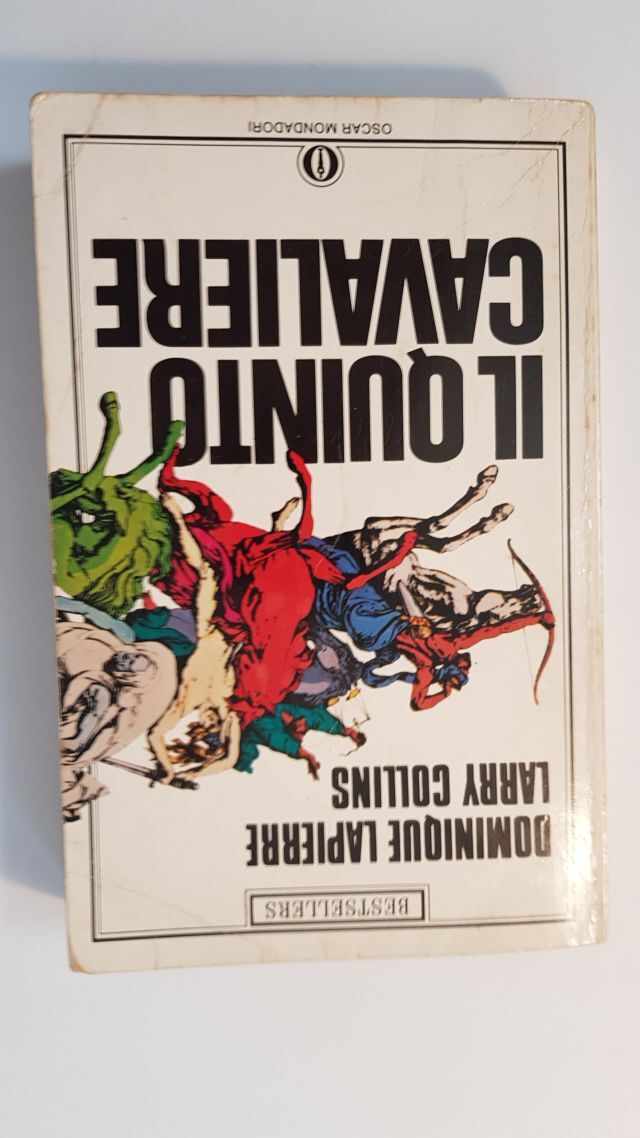 BESTSELLERS
DOMINIQUE LAPIERRE
LARRY COLLINS
IL QUINTO
CAVALIERE
OSCAR MONDADORI